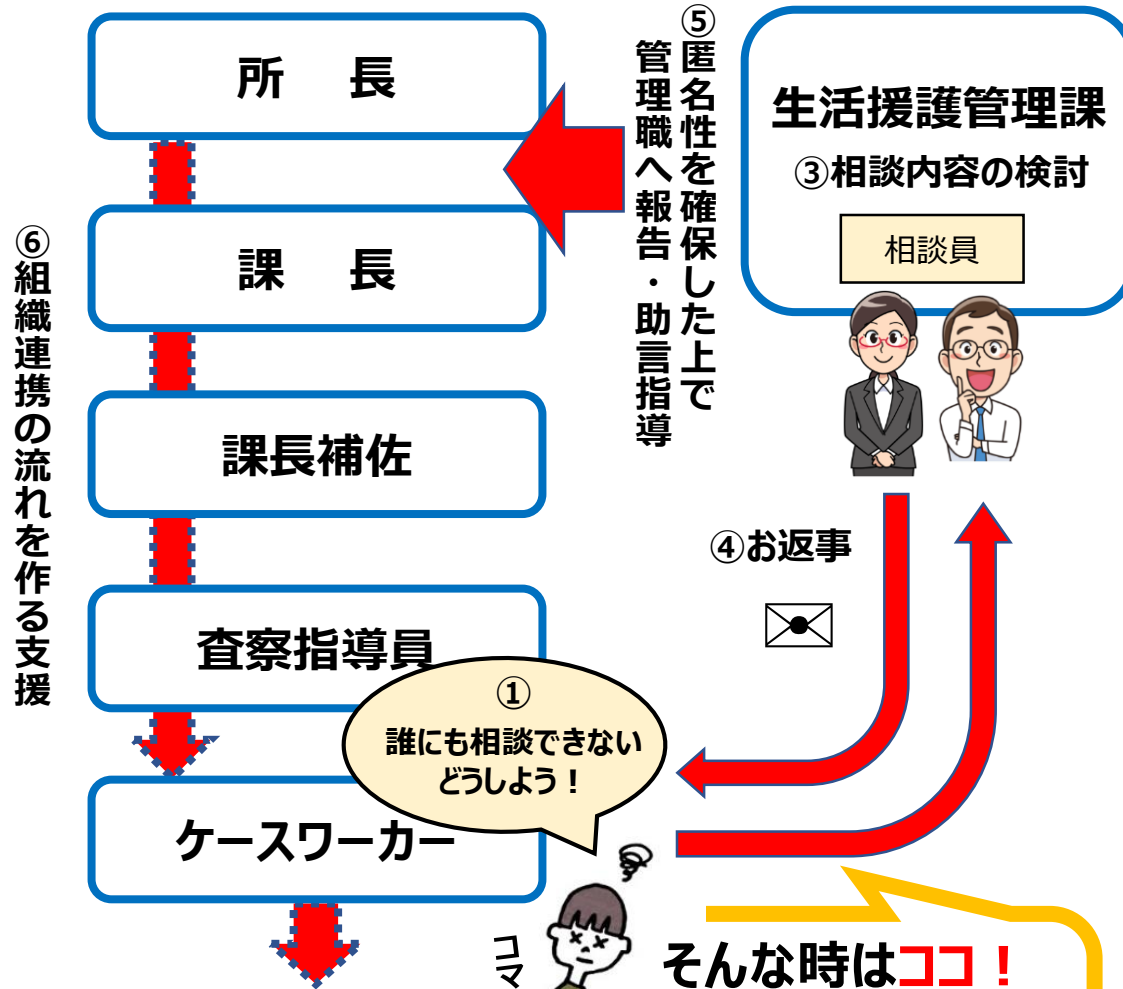 所　長
課　長
課長補佐
査察指導員
ケースワーカー
⑥組織連携の流れを作る支援
⑤匿名性を確保した上で
管理職へ報告・助言指導
生活援護管理課
③相談内容の検討
相談員
④お返事
①
誰にも相談できない
どうしよう！
コマ
そんな時はココ！